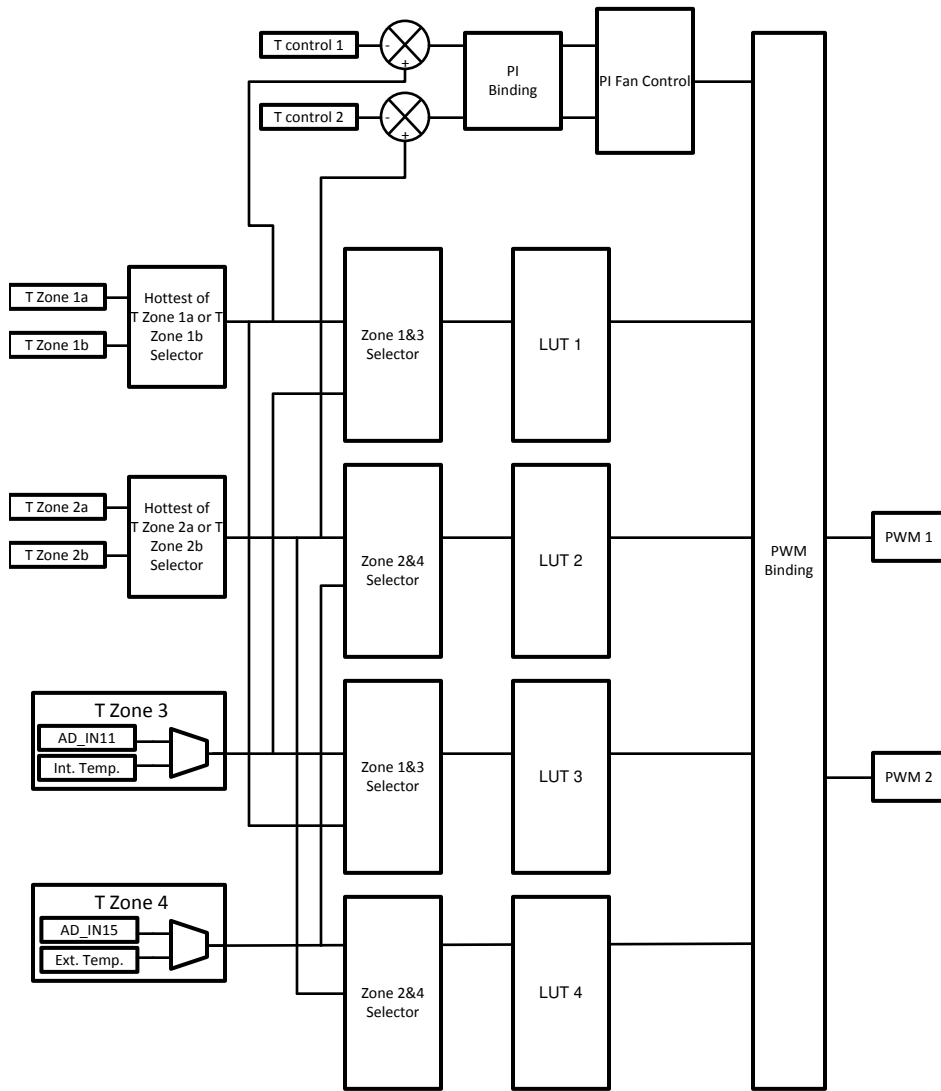 T control 1
-
+
PI
Binding
PI Fan Control
T control 2
-
+
T Zone 1a
T Zone 1b
Hottest of
T Zone 1a or T
Zone 1b
Selector
Zone 1&3
Selector
LUT 1
T Zone 2a
T Zone 2b
Hottest of
T Zone 2a or T
Zone 2b
Selector
Zone 2&4
Selector
LUT 2
PWM
Binding
PWM 1
T Zone 3
AD_IN11
Int. Temp.
Zone 1&3
Selector
LUT 3
PWM 2
T Zone 4
AD_IN15
Ext. Temp.
Zone 2&4
Selector
LUT 4